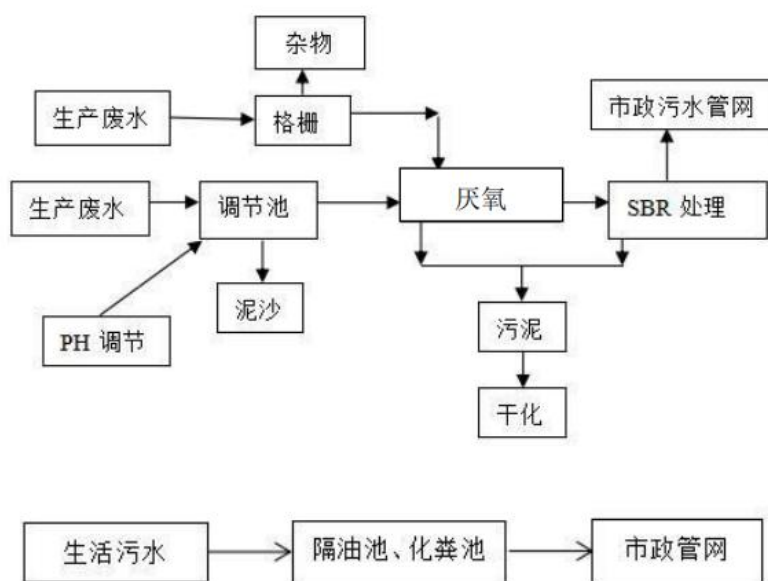 杂物
市政污水管网
生产废水
格栅
厌氧
生产废水
调节池
SBR 处理
泥沙
污泥
PH 调节
干化
生活污水
隔油池、化粪池
市政管网